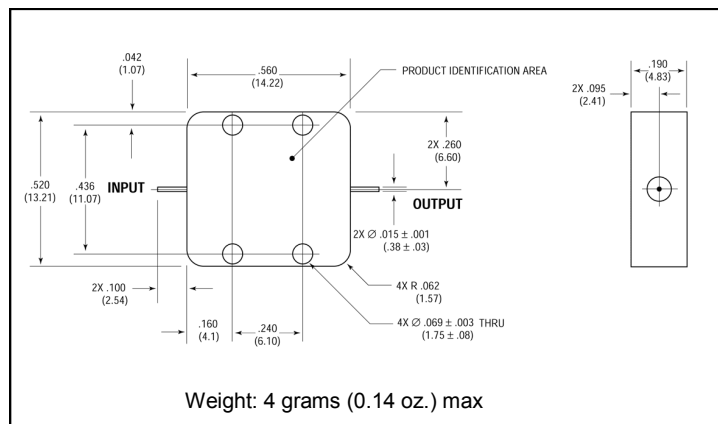 .042
(1.07)
.560
(14.22)
PRODUCT IDENTIFICATION AREA
.190
(4.83)
2X .095
(2.41)
2X .260
(6.60)
.520
(13.21)
.436
(11.07)
INPUT
OUTPUT
2X Ø .015 ± .001
(.38 ± .03)
2X .100
(2.54)
4X R .062
(1.57)
.160
(4.1)
.240
(6.10)
4X Ø .069 ± .003 THRU
(1.75 ± .08)
Weight: 4 grams (0.14 oz.) max